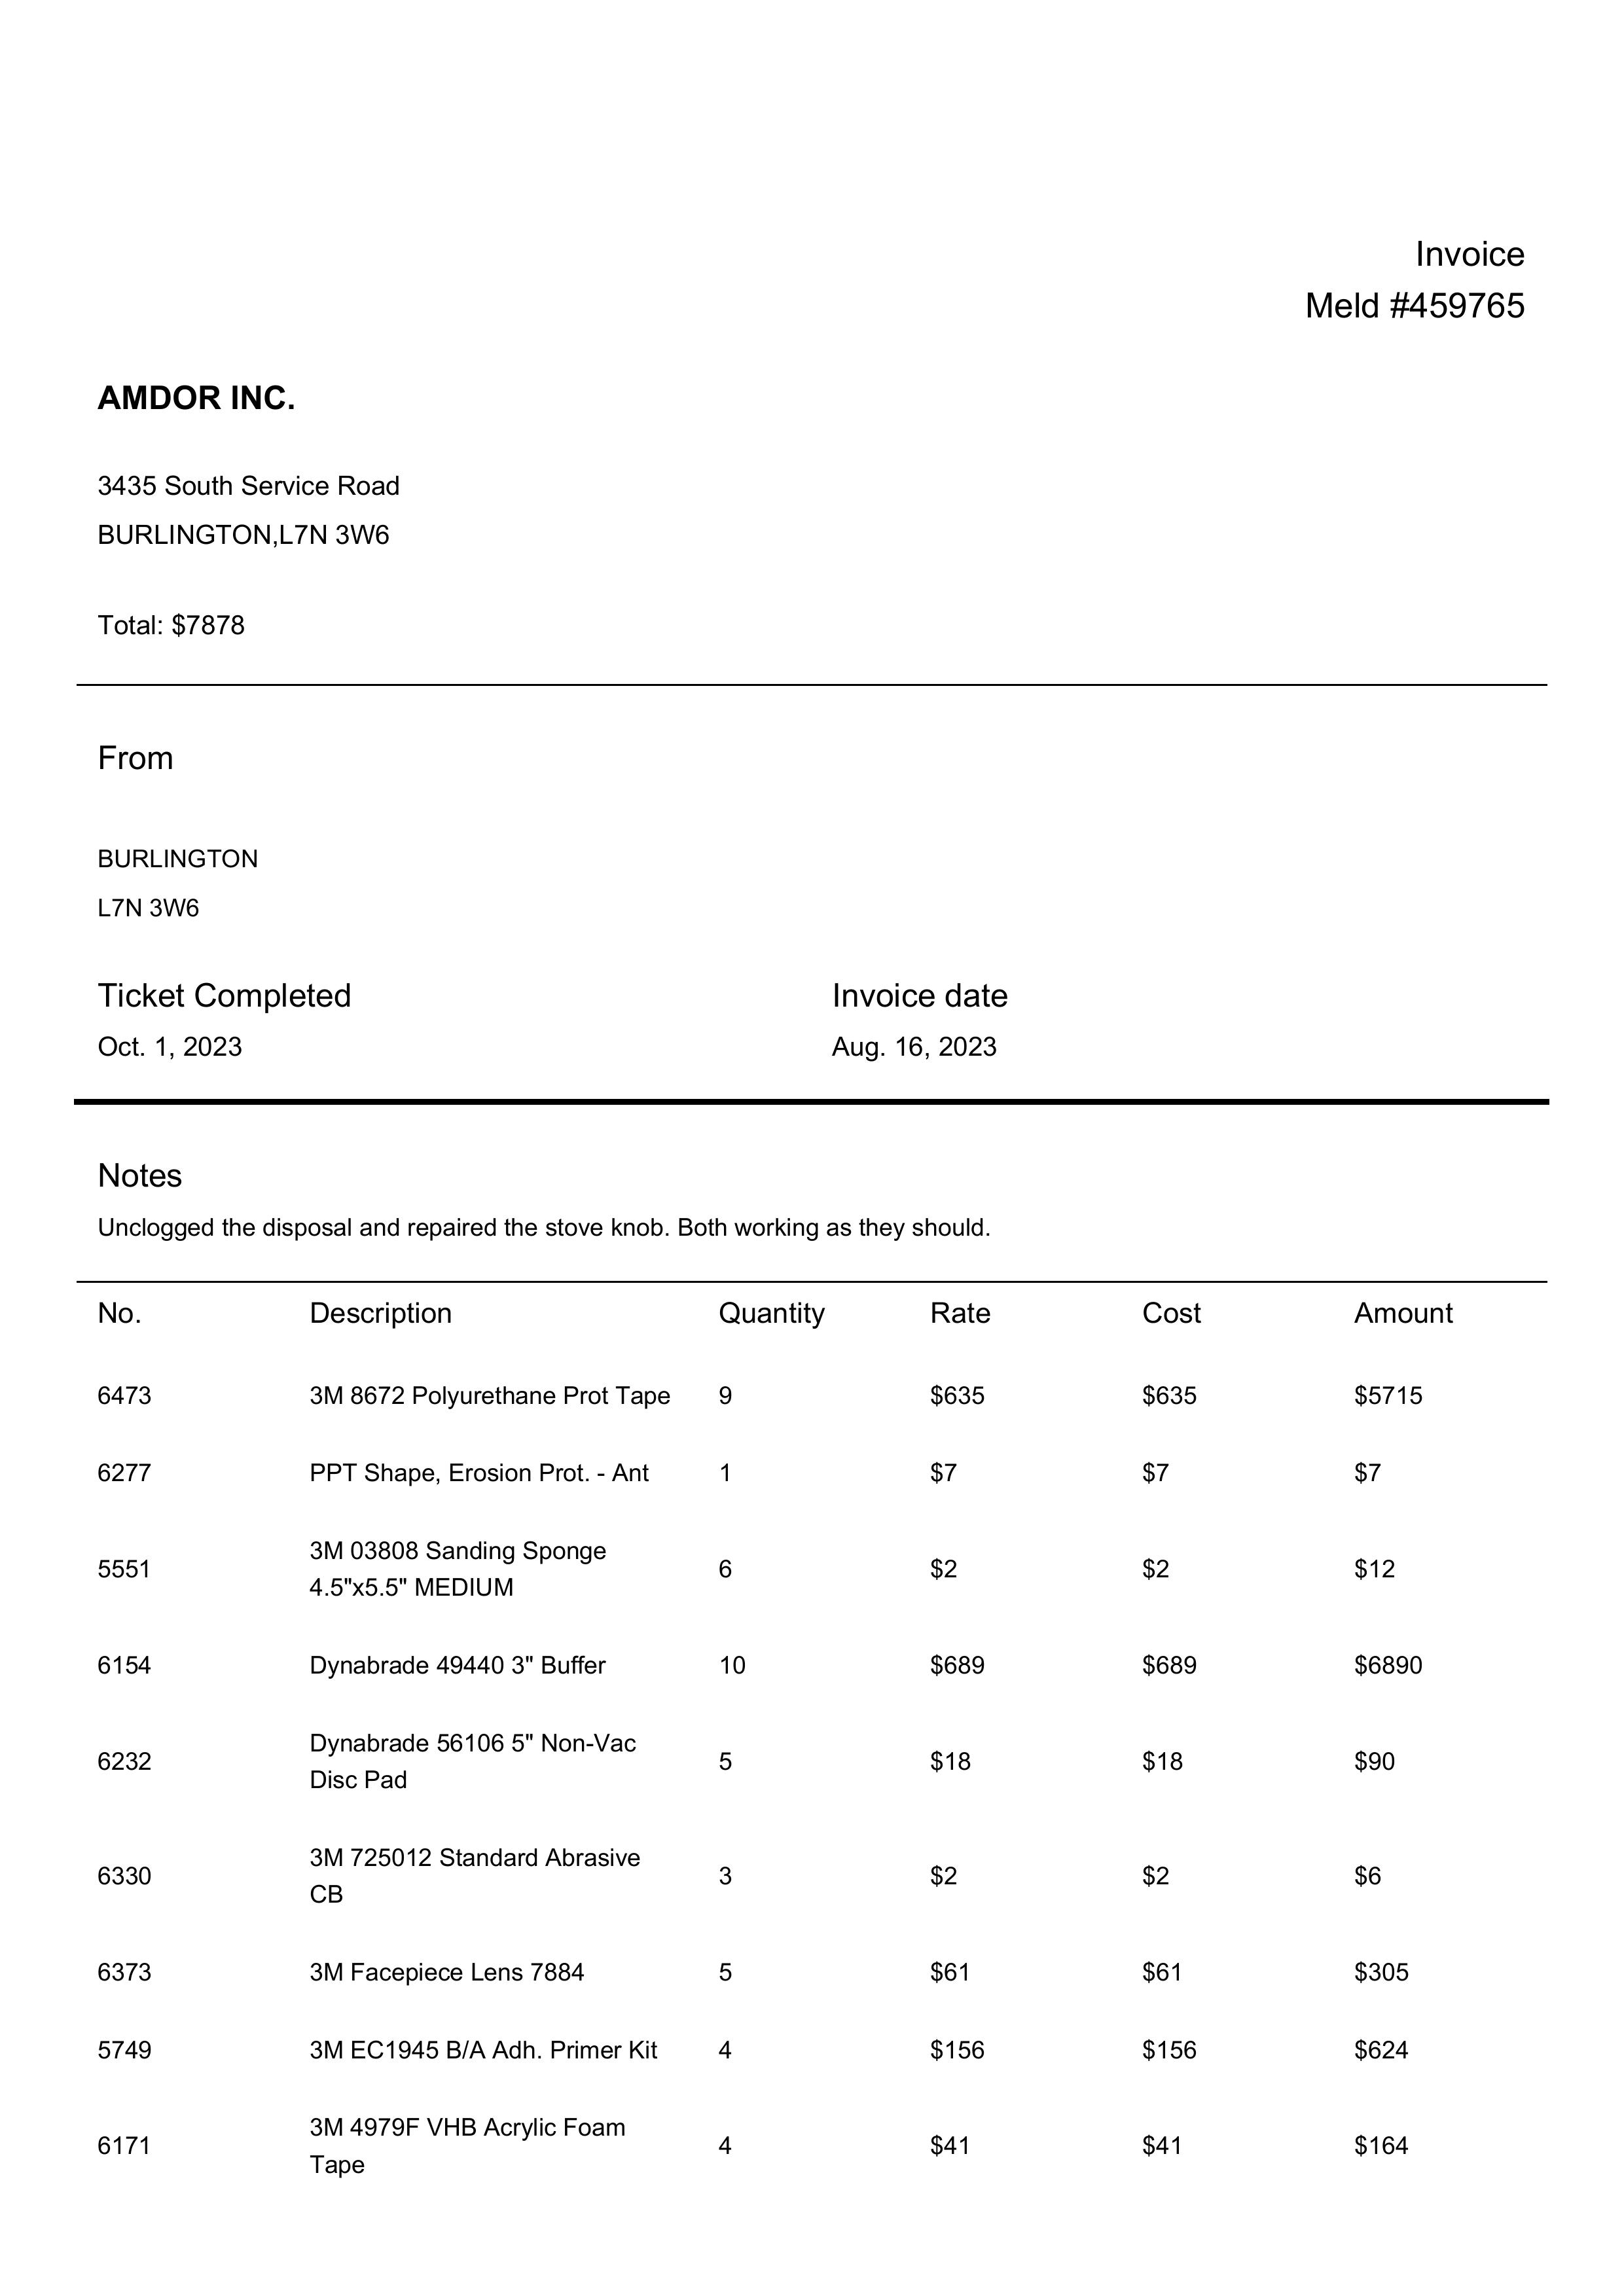 Invoice
Meld #459765
AMDOR INC.
3435 South Service Road
BURLINGTON,L7N 3W6
Total: $7878
From
BURLINGTON
L7N 3W6
Ticket Completed Invoice date
Oct. 1, 2023 Aug. 16, 2023
Notes
Unclogged the disposal and repaired the stove knob. Both working as they should.
No. Description Quantity Rate Cost Amount
6473 3M 8672 Polyurethane Prot Tape 9 $635 $635 $5715
6277 PPT Shape, Erosion Prot. - Ant 1 $7 $7 $7
3M 03808 Sanding Sponge
5551 6 $2 $2 $12
4.5"x5.5" MEDIUM
6154 Dynabrade 49440 3" Buffer 10 $689 $689 $6890
Dynabrade 56106 5" Non-Vac
6232 5 $18 $18 $90
Disc Pad
3M 725012 Standard Abrasive
6330 3 $2 $2 $6
CB
6373 3M Facepiece Lens 7884 5 $61 $61 $305
5749 3M EC1945 B/A Adh. Primer Kit 4 $156 $156 $624
3M 4979F VHB Acrylic Foam
6171 4 $41 $41 $164
Tape